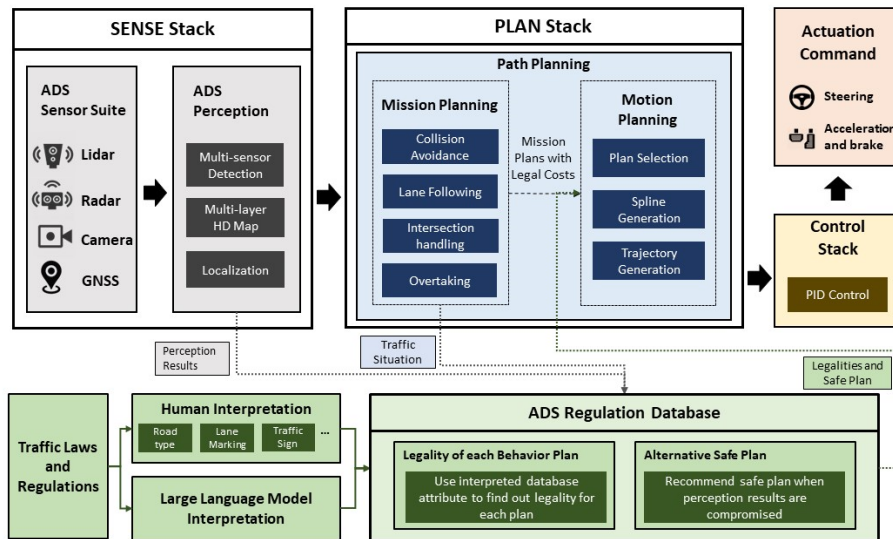 SENSE Stack
ADS
Sensor Suite
Lidar
Radar
Camera
GNSS
ADS
Perception
Multi-sensor
Detection
Multi-layer
HD Map
Localization
PLAN Stack
Path Planning
Mission Planning
Collision
Avoidance
Lane Following
Intersection
handling
Overtaking
Mission
Plans with
Legal Costs
Motion
Planning
Plan Selection
Spline
Generation
Trajectory
Generation
Actuation
Command
Steering
Acceleration
and brake
Control
Stack
PID Control
Perception
Results
Traffic
Situation
Legalities and
Safe Plan
Traffic Laws
and
Regulations
Human Interpretation
Road
type
Lane
Marking
Traffic
Sign
...
Large Language Model
Interpretation
ADS Regulation Database
Legality of each Behavior Plan
Use interpreted database
attribute to find out legality for
each plan
Alternative Safe Plan
Recommend safe plan when
perception results are
compromised